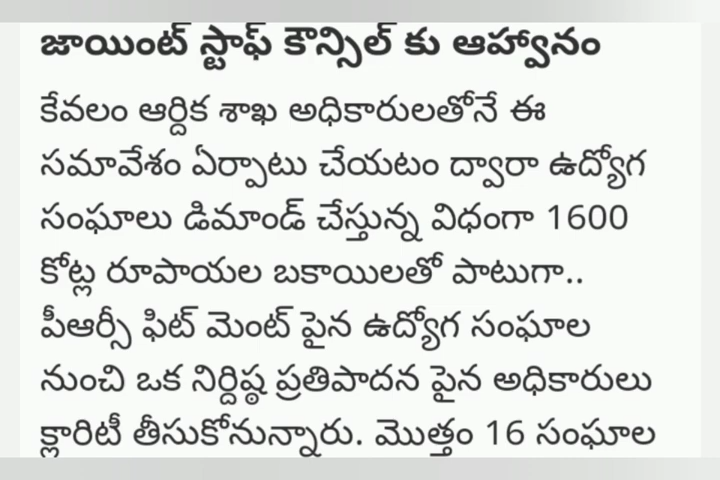 జాయింట్ స్టాఫ్ కౌన్సిల్ కు ఆహ్వానం
కేవలం ఆర్దిక శాఖ అధికారులతోనే ఈ
సమావేశం ఏర్పాటు చేయటం ద్వారా ఉద్యోగ
సంఘాలు డిమాండ్ చేస్తున్న విధంగా 1600
కోట్ల రూపాయల బకాయిలతో పాటుగా..
పీఆర్సీ ఫిట్ మెంట్ పైన ఉద్యోగ సంఘాల
నుంచి ఒక నిర్దిష్ఠ ప్రతిపాదన పైన అధికారులు
క్లారిటీ తీసుకోనున్నారు. మొత్తం 16 సంఘాల